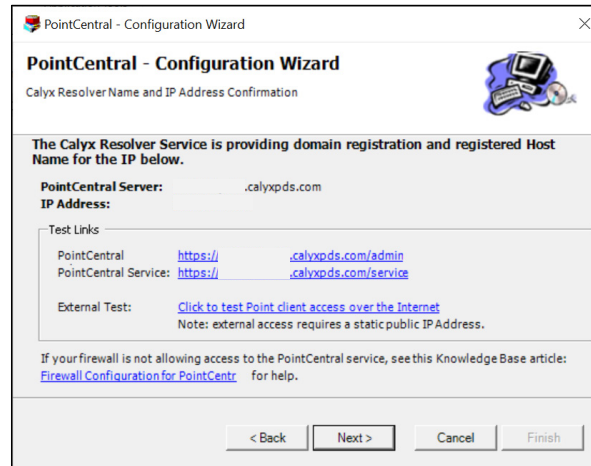 PointCentral - Configuration Wizard
PointCentral - Configuration Wizard
Calyx Resolver Name and IP Address Confirmation
The Calyx Resolver Service is providing domain registration and registered Host
Name for the IP below.
PointCentral Server: .calyxpds.com
IP Address:
Test Links
PointCentral https:// .calyxpds.com/admin
PointCentral Service: https:// .calyxpds.com/service
External Test: Click to test Point client access over the Internet
Note: external access requires a static public IP Address.
If your firewall is not allowing access to the PointCentral service, see this Knowledge Base article:
Firewall Configuration for PointCentr for help.
< Back Next > Cancel Finish